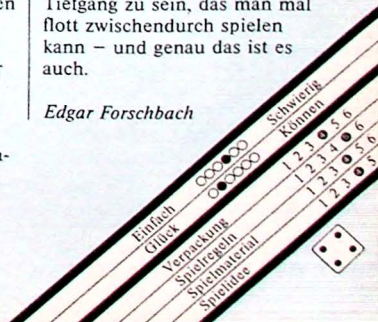 en
Tiefgang zu sein, das man mal
flott zwischendurch spielen
kann – und genau das ist es
auch.
Edgar Forschbach
Einfach ○○○●○○ Schwierig
Glück ○●○○○○ Können
Verpackung 1 2 3 ● 5 6
Spielregeln 1 2 3 4 ● 6
Spielmaterial 1 2 3 ● 5 6
Spielidee 1 2 3 ● 5 6